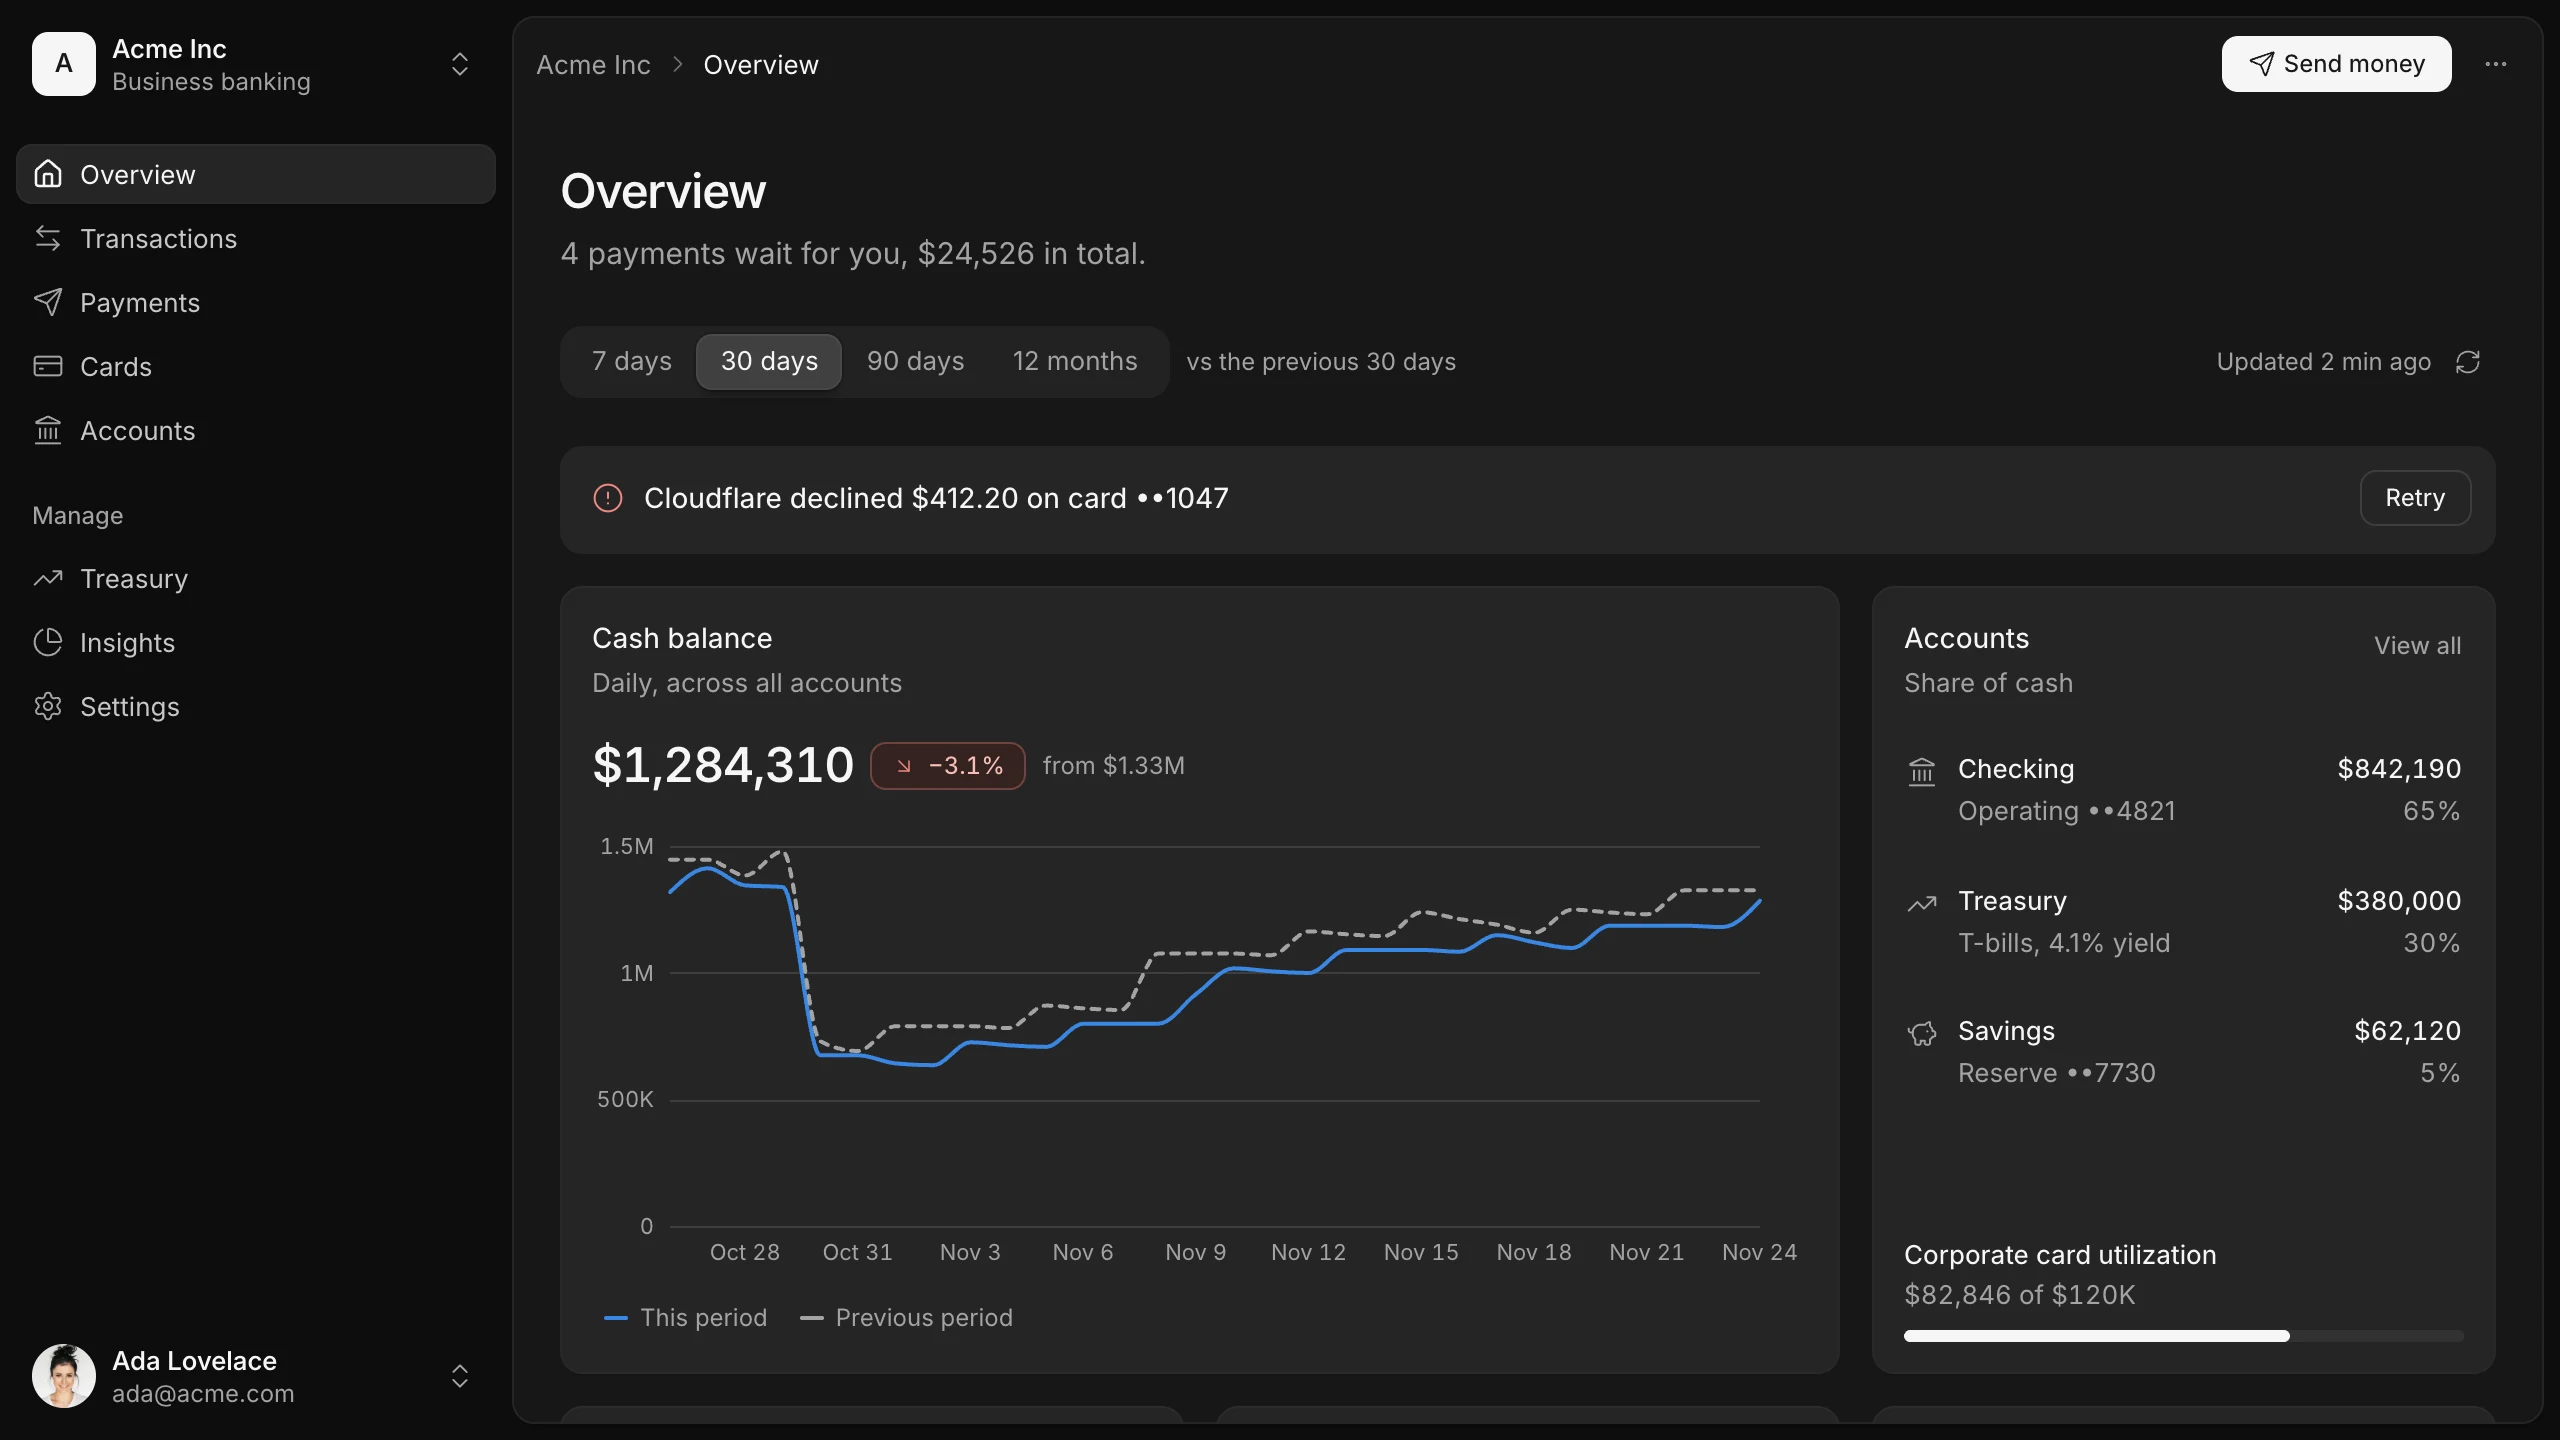 A
Acme Inc
Business banking
Overview
Transactions
Payments
Cards
Accounts
Manage
Treasury
Insights
Settings
Ada Lovelace
ada@acme.com
Acme Inc
Overview
Send money
Overview
4 payments wait for you, $24,526 in total.
7 days
30 days
90 days
12 months
vs the previous 30 days
Updated 2 min ago
Cloudflare declined $412.20 on card ••1047
Retry
Cash balance
Daily, across all accounts
$1,284,310
−3.1%
from $1.33M
1.5M
1M
500K
0
Oct 28
Oct 31
Nov 3
Nov 6
Nov 9
Nov 12
Nov 15
Nov 18
Nov 21
Nov 24
This period
Previous period
Accounts
View all
Share of cash
Checking
$842,190
Operating ••4821
65%
Treasury
$380,000
T-bills, 4.1% yield
30%
Savings
$62,120
Reserve ••7730
5%
Corporate card utilization
$82,846 of $120K